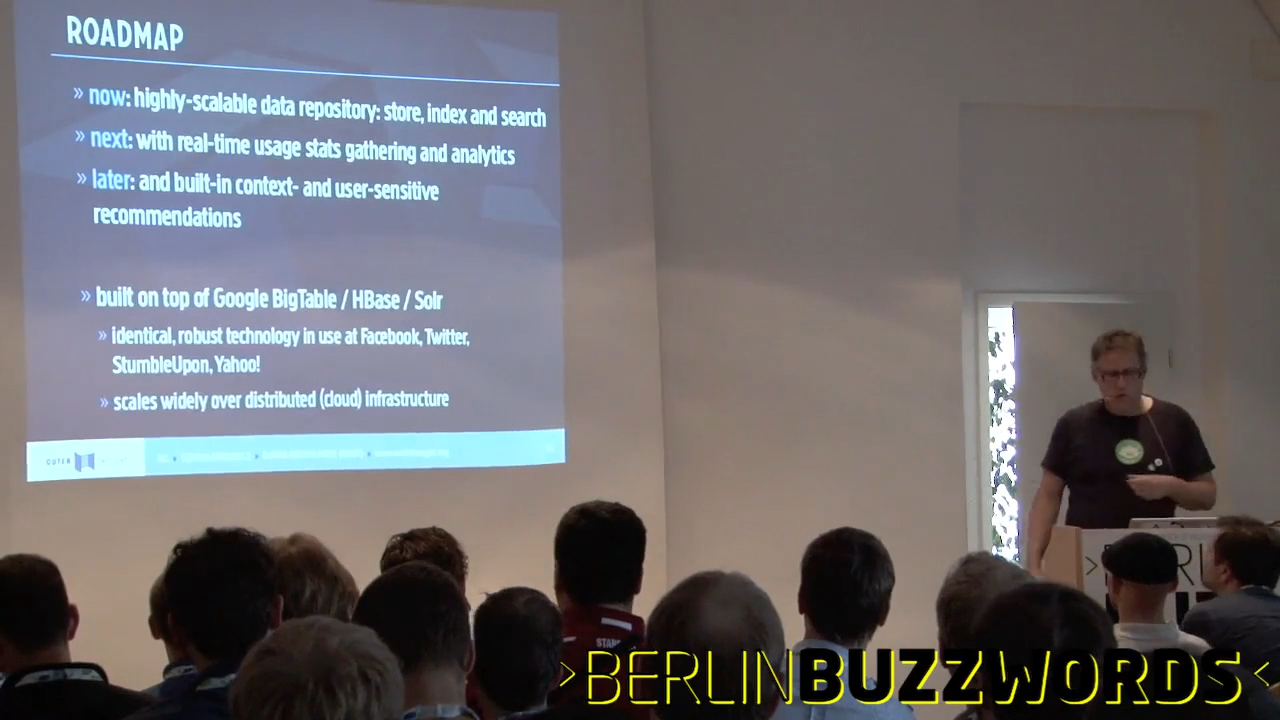 ROADMAP
» now: highly-scalable data repository: store, index and search
» next: with real-time usage stats gathering and analytics
» later: and built-in context- and user-sensitive
recommendations
» built on top of Google BigTable / HBase / Solr
» identical, robust technology in use at Facebook, Twitter,
StumbleUpon, Yahoo!
» scales widely over distributed (cloud) infrastructure
OUTER
>BERLINBUZZWORDS<